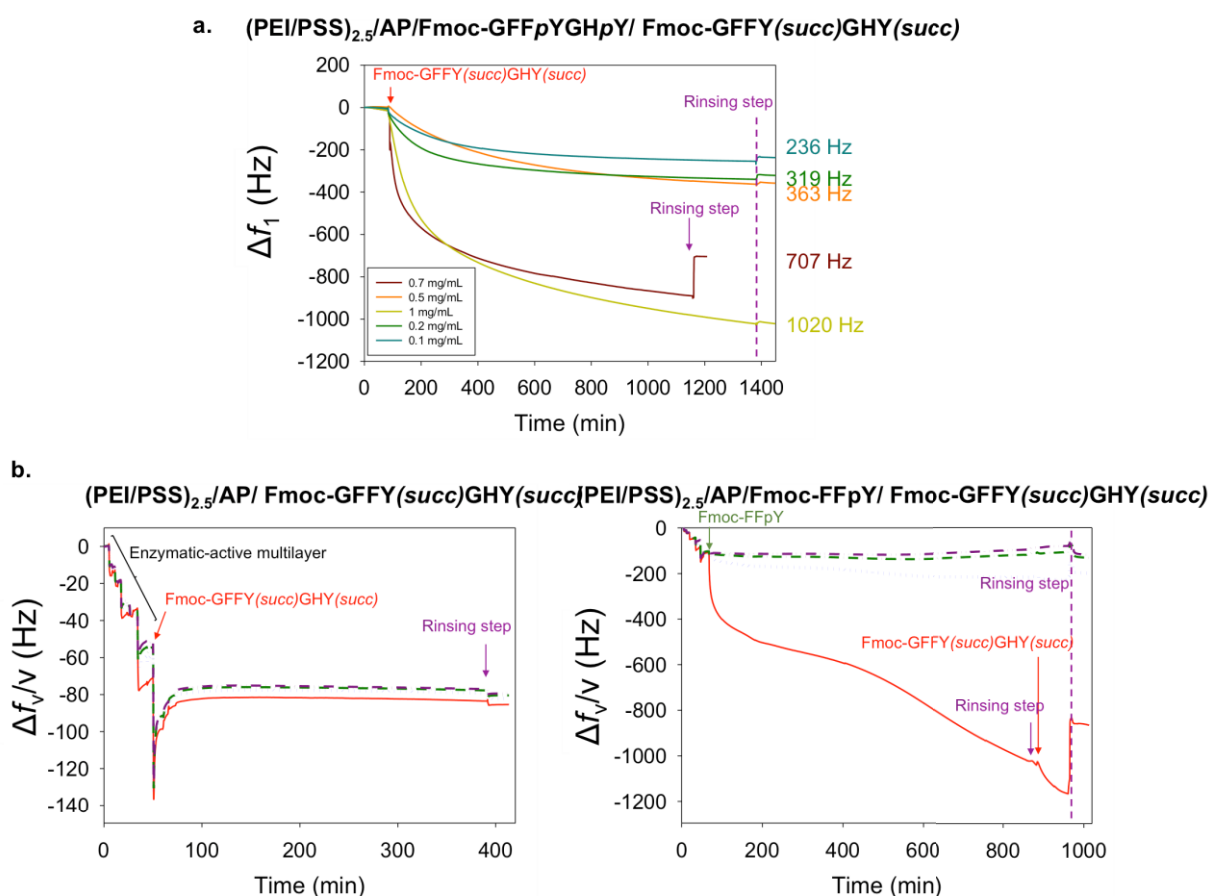 a. (PEI/PSS)2.5/AP/Fmoc-GFFpYGHpY/ Fmoc-GFFY(succ)GHY(succ)
Fmoc-GFFY(succ)GHY(succ)
Rinsing step
Rinsing step
236 Hz
319 Hz
363 Hz
707 Hz
1020 Hz
0.7 mg/mL
0.5 mg/mL
1 mg/mL
0.2 mg/mL
0.1 mg/mL
200
0
-200
-400
-600
-800
-1000
-1200
Δf1 (Hz)
0 200 400 600 800 1000 1200 1400
Time (min)
b.
(PEI/PSS)2.5/AP/ Fmoc-GFFY(succ)GHY(succ)
Enzymatic-active multilayer
Fmoc-GFFY(succ)GHY(succ)
Rinsing step
0
-20
-40
-60
-80
-100
-120
-140
Δfv/v (Hz)
0 100 200 300 400
Time (min)
(PEI/PSS)2.5/AP/Fmoc-FFpY/ Fmoc-GFFY(succ)GHY(succ)
Fmoc-FFpY
Rinsing step
Fmoc-GFFY(succ)GHY(succ)
Rinsing step
0
-200
-400
-600
-800
-1000
-1200
Δfv/v (Hz)
0 200 400 600 800 1000
Time (min)